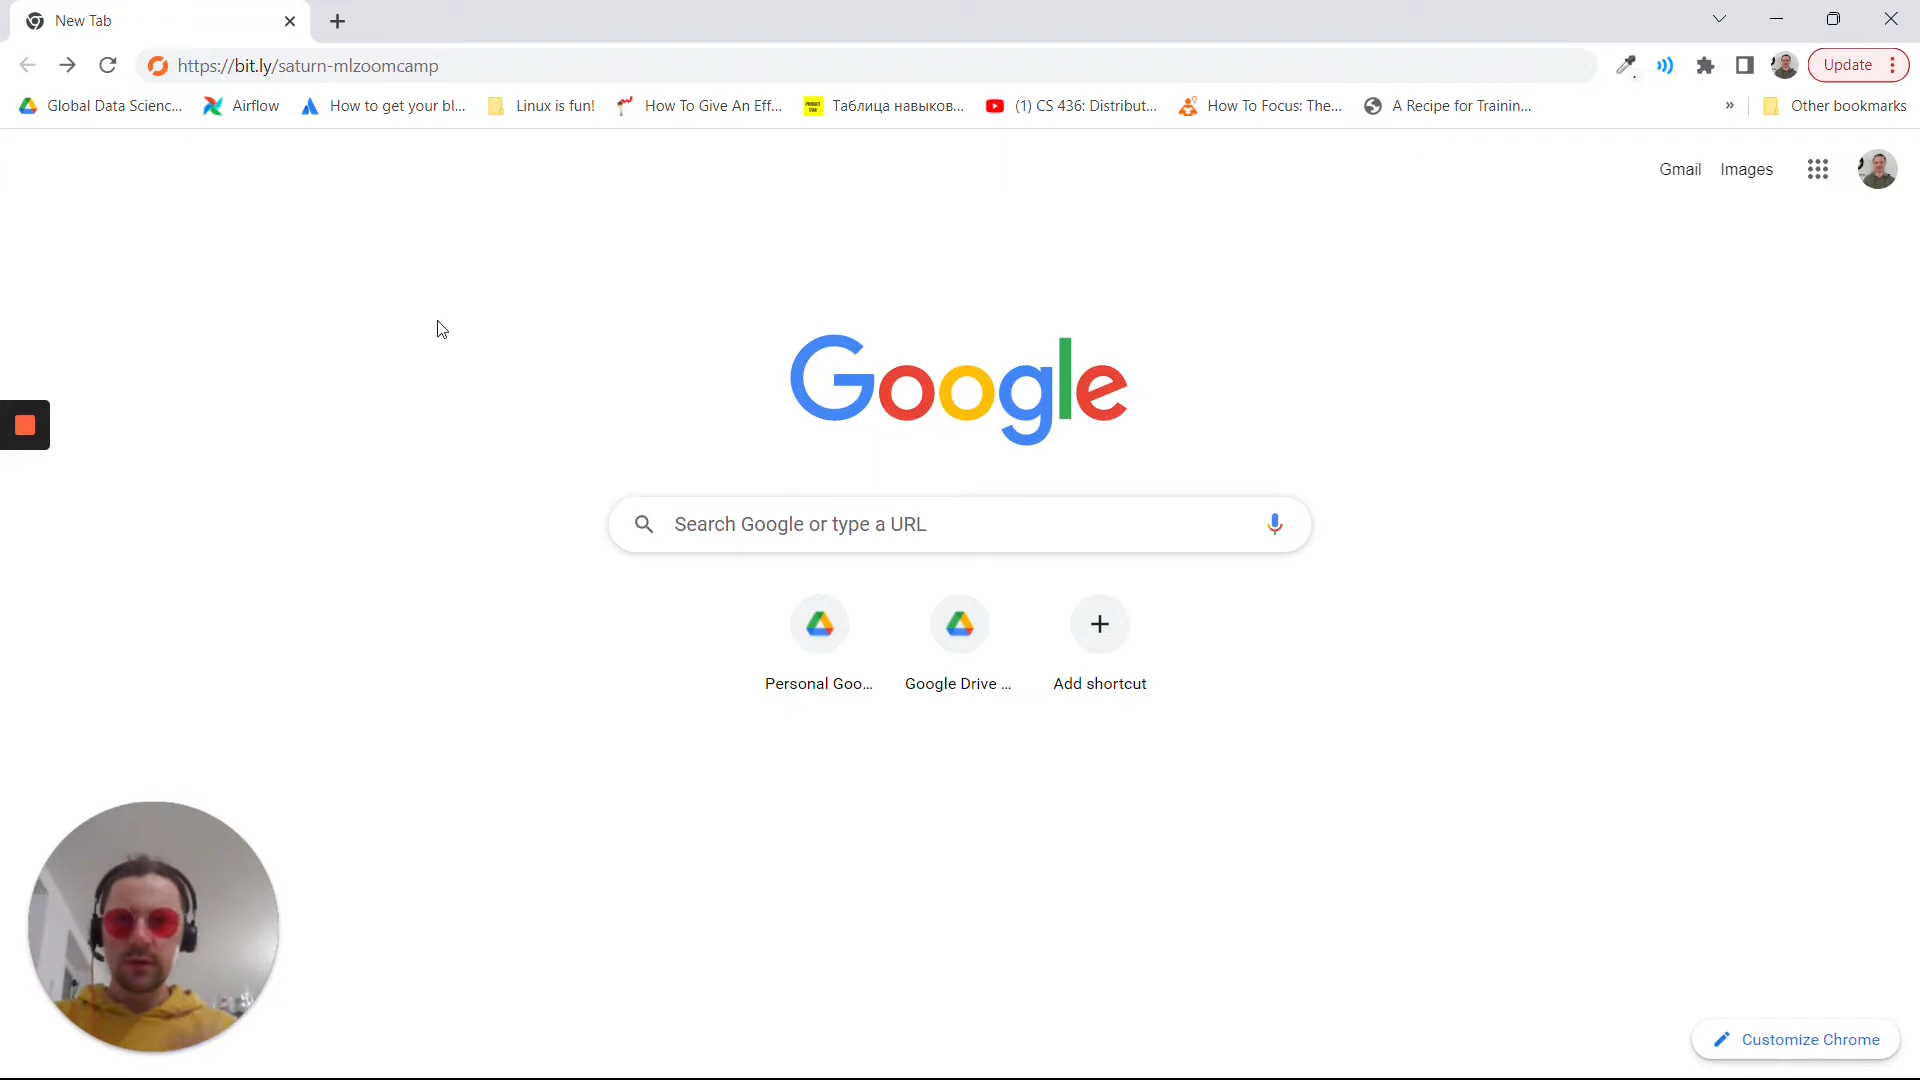 New Tab
https://bit.ly/saturn-mlzoomcamp
Update
Global Data Scienc...
Airflow
How to get your bl...
Linux is fun!
How To Give An Eff...
PRODUCT STAR
Таблица навыков...
(1) CS 436: Distribut...
How To Focus: The...
A Recipe for Trainin...
»
Other bookmarks
Gmail
Images
Google
Search Google or type a URL
Personal Goo...
Google Drive ...
Add shortcut
Customize Chrome